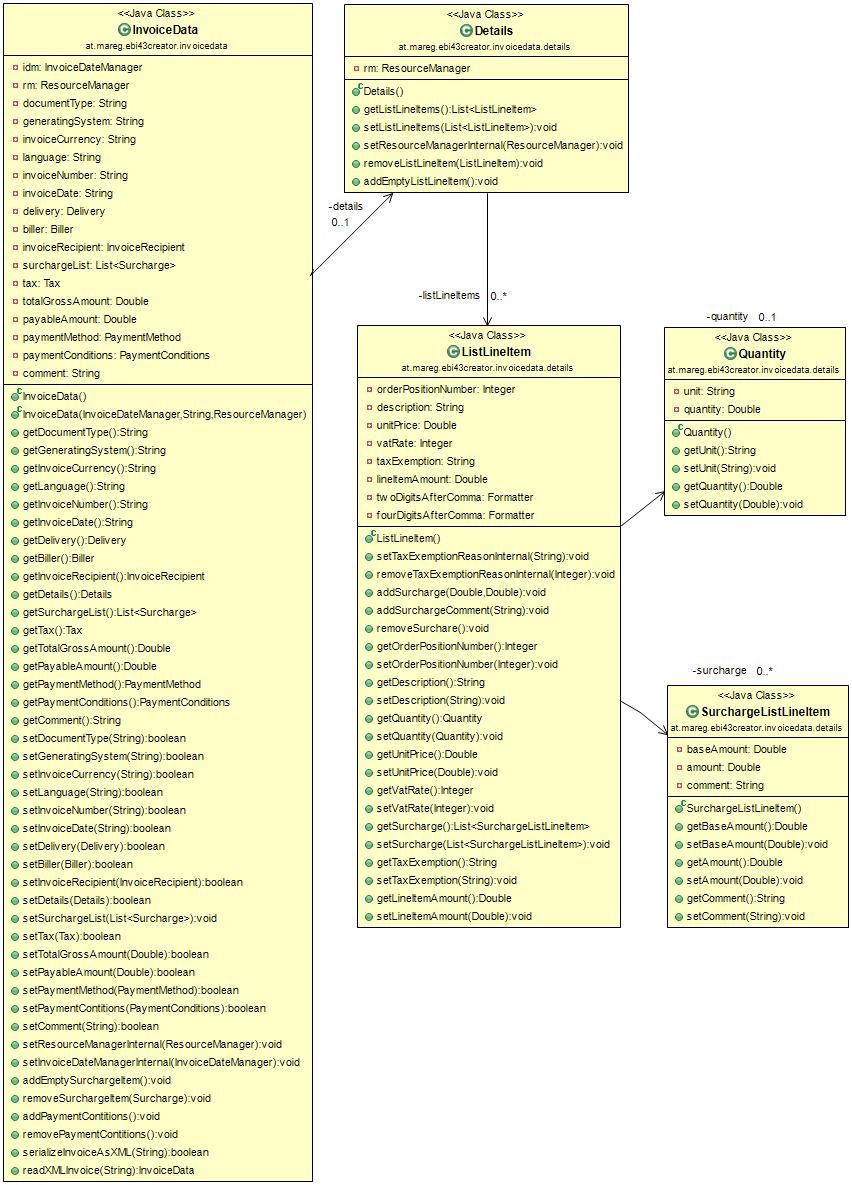 <<Java Class>>
InvoiceData
at.mareg.ebi43creator.invoicedata
idm: InvoiceDateManager
rm: ResourceManager
documentType: String
generatingSystem: String
invoiceCurrency: String
language: String
invoiceNumber: String
invoiceDate: String
delivery: Delivery
biller: Biller
invoiceRecipient: InvoiceRecipient
surchargeList: List<Surcharge>
tax: Tax
totalGrossAmount: Double
payableAmount: Double
paymentMethod: PaymentMethod
paymentConditions: PaymentConditions
comment: String
InvoiceData()
InvoiceData(InvoiceDateManager,String,ResourceManager)
getDocumentType():String
getGeneratingSystem():String
getInvoiceCurrency():String
getLanguage():String
getInvoiceNumber():String
getInvoiceDate():String
getDelivery():Delivery
getBiller():Biller
getInvoiceRecipient():InvoiceRecipient
getDetails():Details
getSurchargeList():List<Surcharge>
getTax():Tax
getTotalGrossAmount():Double
getPayableAmount():Double
getPaymentMethod():PaymentMethod
getPaymentConditions():PaymentConditions
getComment():String
setDocumentType(String):boolean
setGeneratingSystem(String):boolean
setInvoiceCurrency(String):boolean
setLanguage(String):boolean
setInvoiceNumber(String):boolean
setInvoiceDate(String):boolean
setDelivery(Delivery):boolean
setBiller(Biller):boolean
setInvoiceRecipient(InvoiceRecipient):boolean
setDetails(Details):boolean
setSurchargeList(List<Surcharge>):void
setTax(Tax):boolean
setTotalGrossAmount(Double):boolean
setPayableAmount(Double):boolean
setPaymentMethod(PaymentMethod):boolean
setPaymentContitions(PaymentConditions):boolean
setComment(String):boolean
setResourceManagerInternal(ResourceManager):void
setInvoiceDateManagerInternal(InvoiceDateManager):void
addEmptySurchargeItem():void
removeSurchargeItem(Surcharge):void
addPaymentContitions():void
removePaymentContitions():void
serializeInvoiceAsXML(String):boolean
readXMLInvoice(String):InvoiceData
<<Java Class>>
Details
at.mareg.ebi43creator.invoicedata.details
rm: ResourceManager
Details()
getListLineItems():List<ListLineItem>
setListLineItems(List<ListLineItem>):void
setResourceManagerInternal(ResourceManager):void
removeListLineItem(ListLineItem):void
addEmptyListLineItem():void
-details
0..1
-listLineItems 0..*
<<Java Class>>
ListLineItem
at.mareg.ebi43creator.invoicedata.details
orderPositionNumber: Integer
description: String
unitPrice: Double
vatRate: Integer
taxExemption: String
lineItemAmount: Double
twoDigitsAfterComma: Formatter
fourDigitsAfterComma: Formatter
ListLineItem()
setTaxExemptionReasonInternal(String):void
removeTaxExemptionReasonInternal(Integer):void
addSurcharge(Double,Double):void
addSurchargeComment(String):void
removeSurchare():void
getOrderPositionNumber():Integer
setOrderPositionNumber(Integer):void
getDescription():String
setDescription(String):void
getQuantity():Quantity
setQuantity(Quantity):void
getUnitPrice():Double
setUnitPrice(Double):void
getVatRate():Integer
setVatRate(Integer):void
getSurcharge():List<SurchargeListLineItem>
setSurcharge(List<SurchargeListLineItem>):void
getTaxExemption():String
setTaxExemption(String):void
getLineItemAmount():Double
setLineItemAmount(Double):void
-quantity 0..1
<<Java Class>>
Quantity
at.mareg.ebi43creator.invoicedata.details
unit: String
quantity: Double
Quantity()
getUnit():String
setUnit(String):void
getQuantity():Double
setQuantity(Double):void
-surcharge 0..*
<<Java Class>>
SurchargeListLineItem
at.mareg.ebi43creator.invoicedata.details
baseAmount: Double
amount: Double
comment: String
SurchargeListLineItem()
getBaseAmount():Double
setBaseAmount(Double):void
getAmount():Double
setAmount(Double):void
getComment():String
setComment(String):void